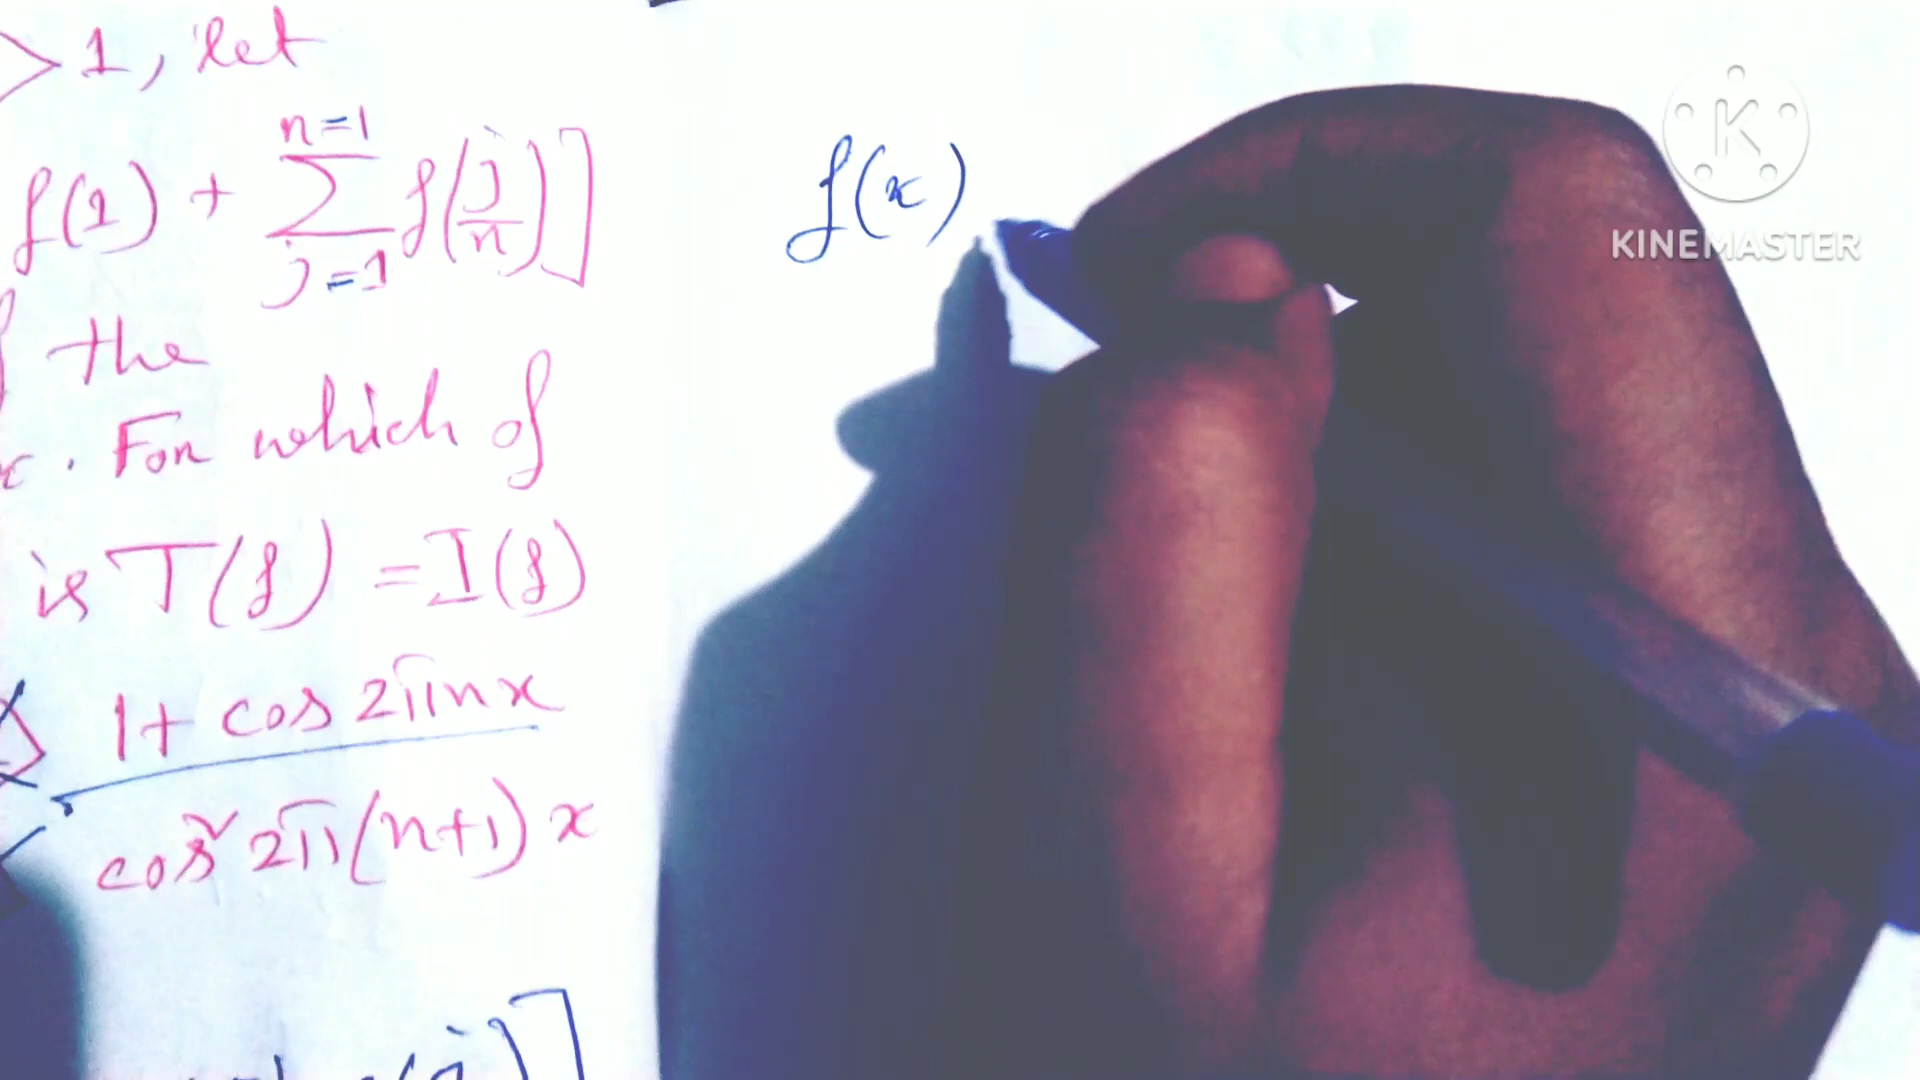 >1, let
f(1) + n=1 ∑ j=1 f(j/n)]
the
. For which of
is T(f) = I(f)
1 + cos 2πnx
cos² 2π(n+1)x
f(x)
KINEMASTER